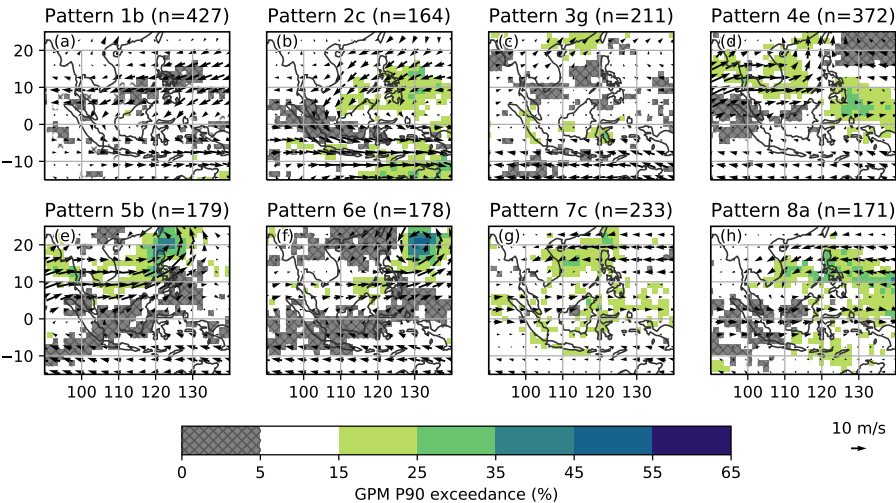 Pattern 1b (n=427) Pattern 2c (n=164) Pattern 3g (n=211) Pattern 4e (n=372)
(a) (b) (c) (d)
20
10
0
−10
Pattern 5b (n=179) Pattern 6e (n=178) Pattern 7c (n=233) Pattern 8a (n=171)
(e) (f) (g) (h)
20
10
0
−10
100 110 120 130 100 110 120 130 100 110 120 130 100 110 120 130
10 m/s
0 5 15 25 35 45 55 65
GPM P90 exceedance (%)